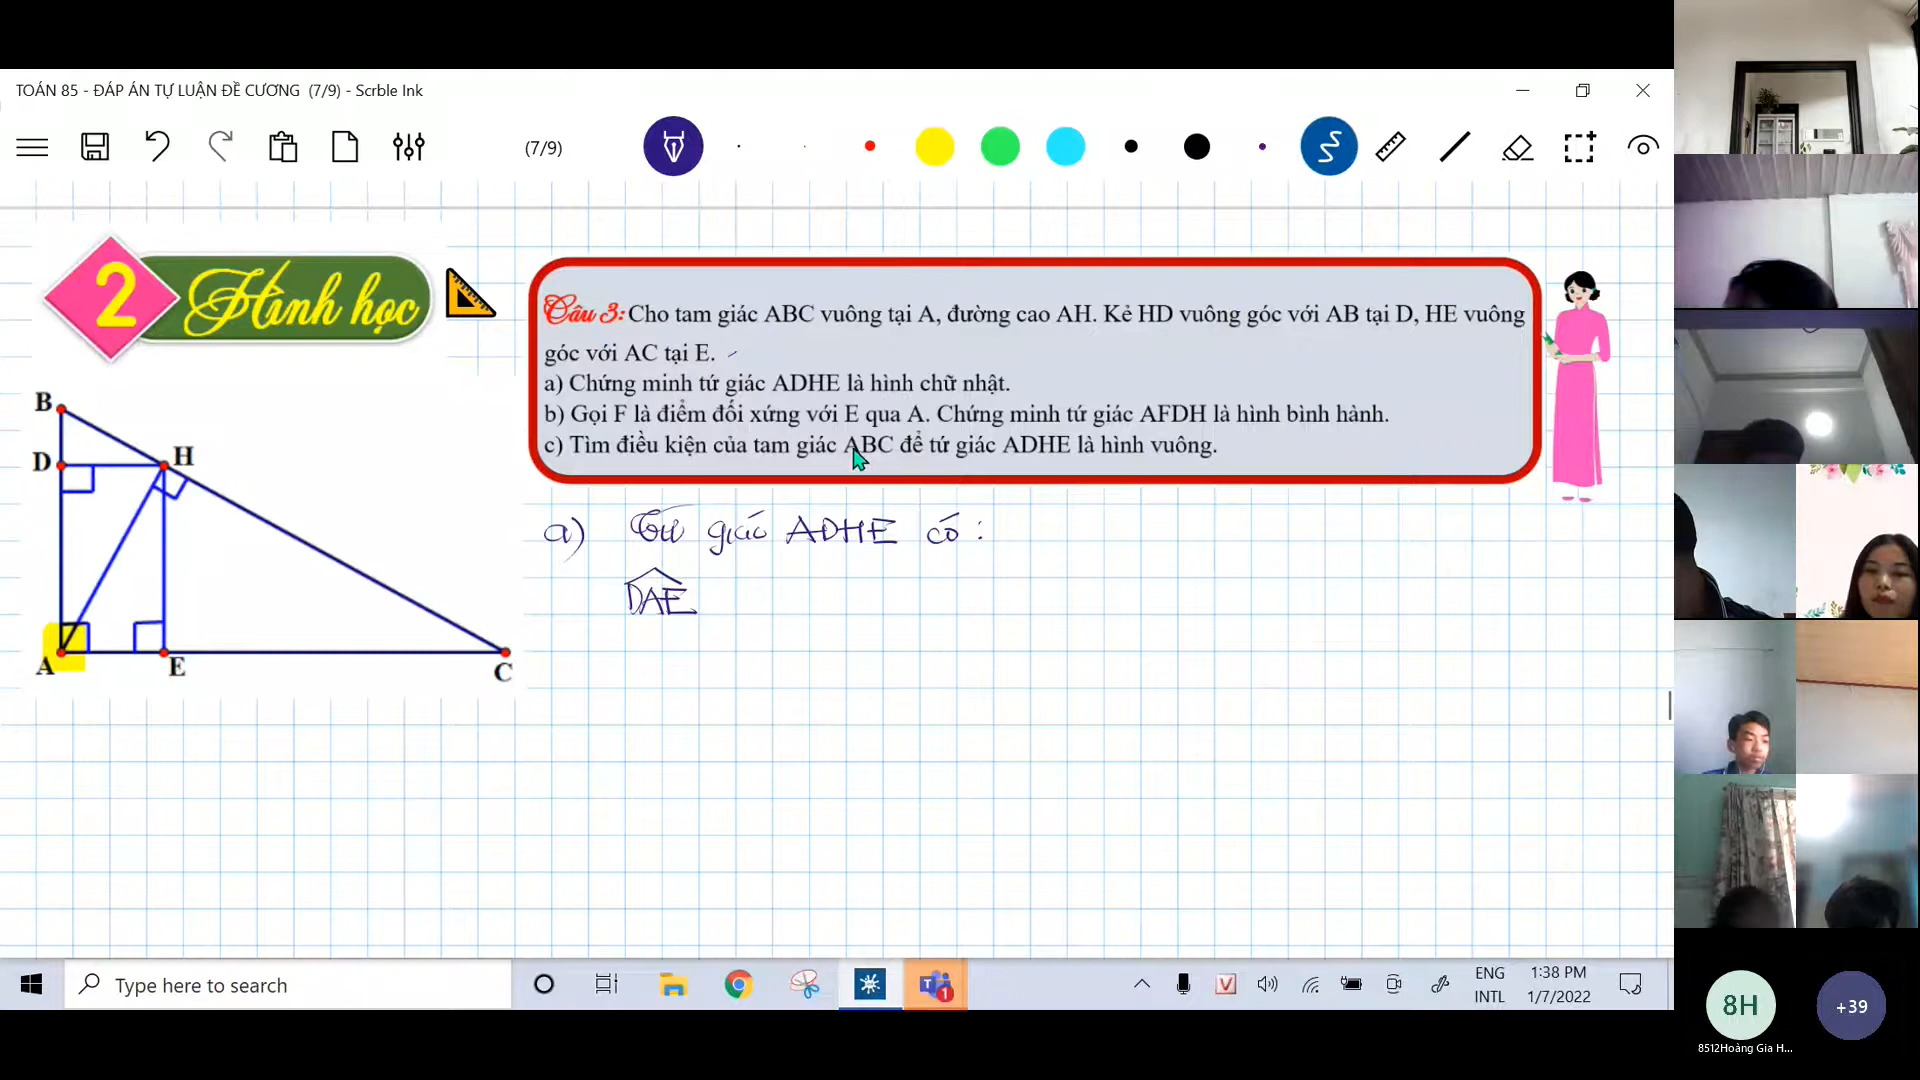 TOÁN 85 - ĐÁP ÁN TỰ LUẬN ĐỀ CƯƠNG (7/9) - Scrble Ink
(7/9)
2 Hình học
Câu 3: Cho tam giác ABC vuông tại A, đường cao AH. Kẻ HD vuông góc với AB tại D, HE vuông
góc với AC tại E.
a) Chứng minh tứ giác ADHE là hình chữ nhật.
b) Gọi F là điểm đối xứng với E qua A. Chứng minh tứ giác AFDH là hình bình hành.
c) Tìm điều kiện của tam giác ABC để tứ giác ADHE là hình vuông.
B
D
H
A
E
C
a) Tứ giác ADHE có:
DAE
Type here to search
T 1
V
ENG
INTL
1:38 PM
1/7/2022
8H
+39
8512Hoàng Gia H...